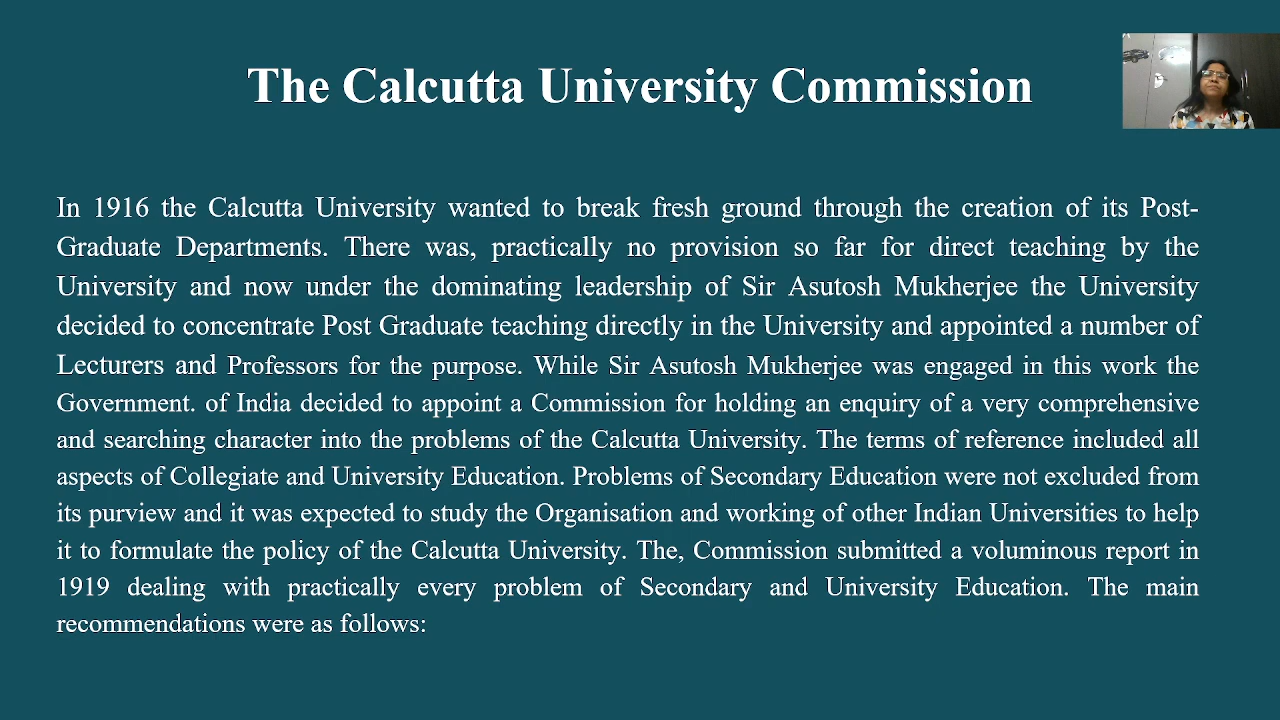 The Calcutta University Commission
In 1916 the Calcutta University wanted to break fresh ground through the creation of its Post-
Graduate Departments. There was, practically no provision so far for direct teaching by the
University and now under the dominating leadership of Sir Asutosh Mukherjee the University
decided to concentrate Post Graduate teaching directly in the University and appointed a number of
Lecturers and Professors for the purpose. While Sir Asutosh Mukherjee was engaged in this work the
Government. of India decided to appoint a Commission for holding an enquiry of a very comprehensive
and searching character into the problems of the Calcutta University. The terms of reference included all
aspects of Collegiate and University Education. Problems of Secondary Education were not excluded from
its purview and it was expected to study the Organisation and working of other Indian Universities to help
it to formulate the policy of the Calcutta University. The, Commission submitted a voluminous report in
1919 dealing with practically every problem of Secondary and University Education. The main
recommendations were as follows: